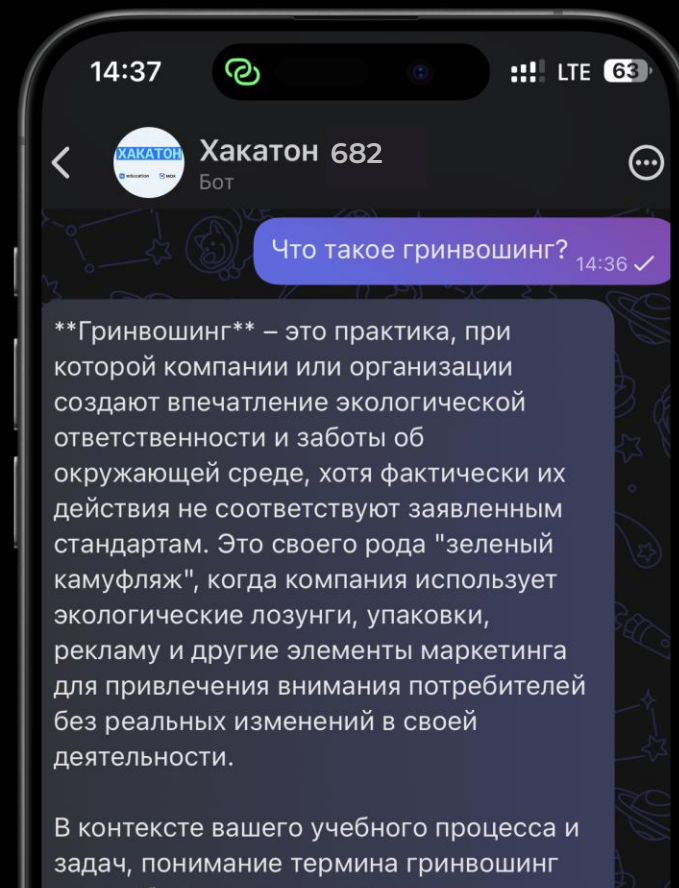 14:37
LTE 63
ХАКАТОН
education
Хакатон 682
Бот
Что такое гринвошинг?
14:36
**Гринвошинг** – это практика, при
которой компании или организации
создают впечатление экологической
ответственности и заботы об
окружающей среде, хотя фактически их
действия не соответствуют заявленным
стандартам. Это своего рода "зеленый
камуфляж", когда компания использует
экологические лозунги, упаковки,
рекламу и другие элементы маркетинга
для привлечения внимания потребителей
без реальных изменений в своей
деятельности.
В контексте вашего учебного процесса и
задач, понимание термина гринвошинг